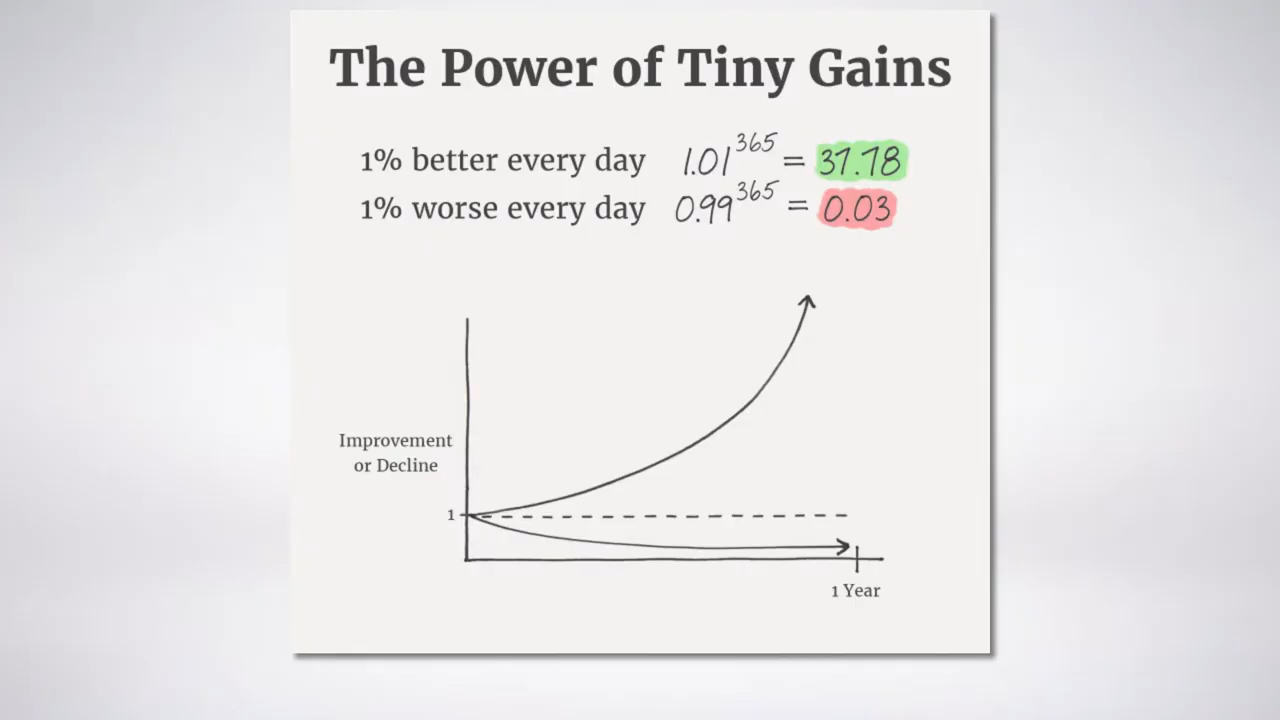 The Power of Tiny Gains
1% better every day 1.01^365 = 37.78
1% worse every day 0.99^365 = 0.03
Improvement
or Decline
1
1 Year